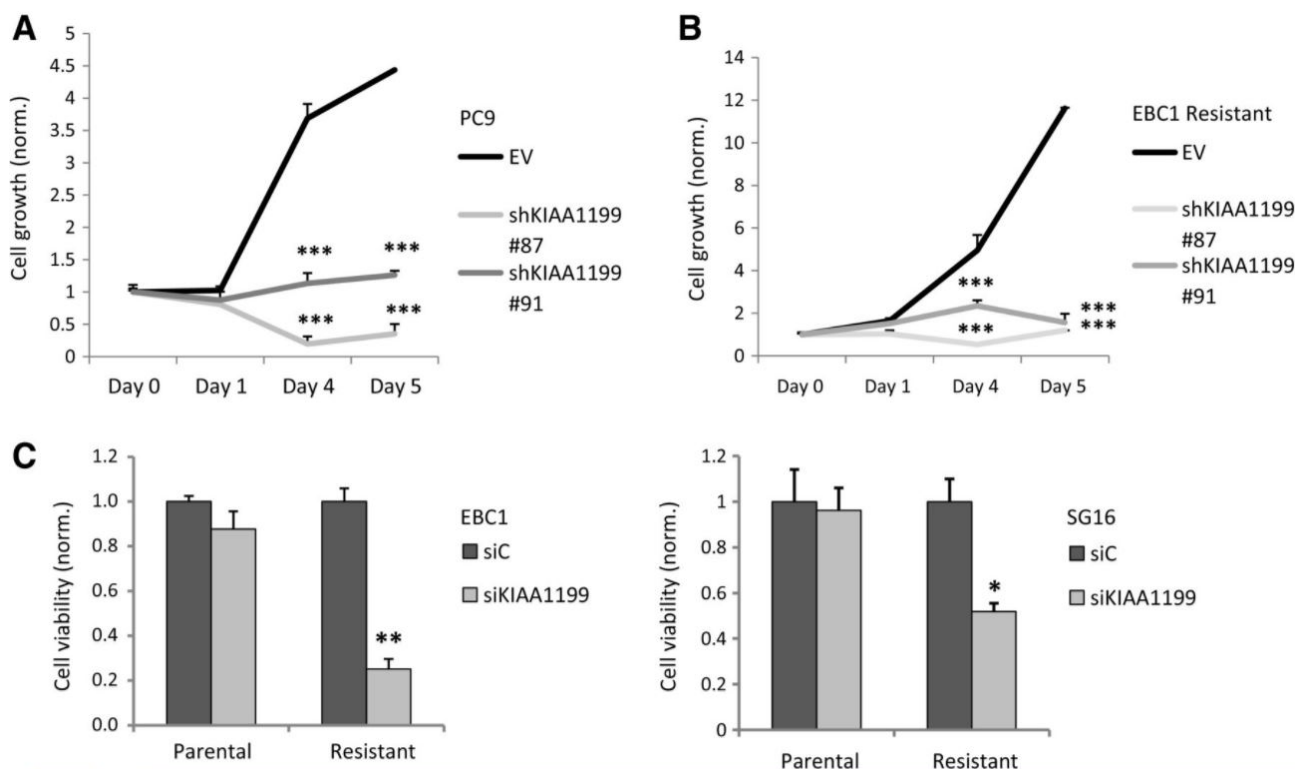 A
Cell growth (norm.)
5
4.5
4
3.5
3
2.5
2
1.5
1
0.5
0
***
***
***
***
Day 0 Day 1 Day 4 Day 5
PC9
EV
shKIAA1199
#87
shKIAA1199
#91
B
Cell growth (norm.)
14
12
10
8
6
4
2
0
***
***
***
***
Day 0 Day 1 Day 4 Day 5
EBC1 Resistant
EV
shKIAA1199
#87
shKIAA1199
#91
C
Cell viability (norm.)
1.2
1.0
0.8
0.6
0.4
0.2
0.0
**
Parental Resistant
EBC1
siC
siKIAA1199
Cell viability (norm.)
1.2
1
0.8
0.6
0.4
0.2
0
*
Parental Resistant
SG16
siC
siKIAA1199